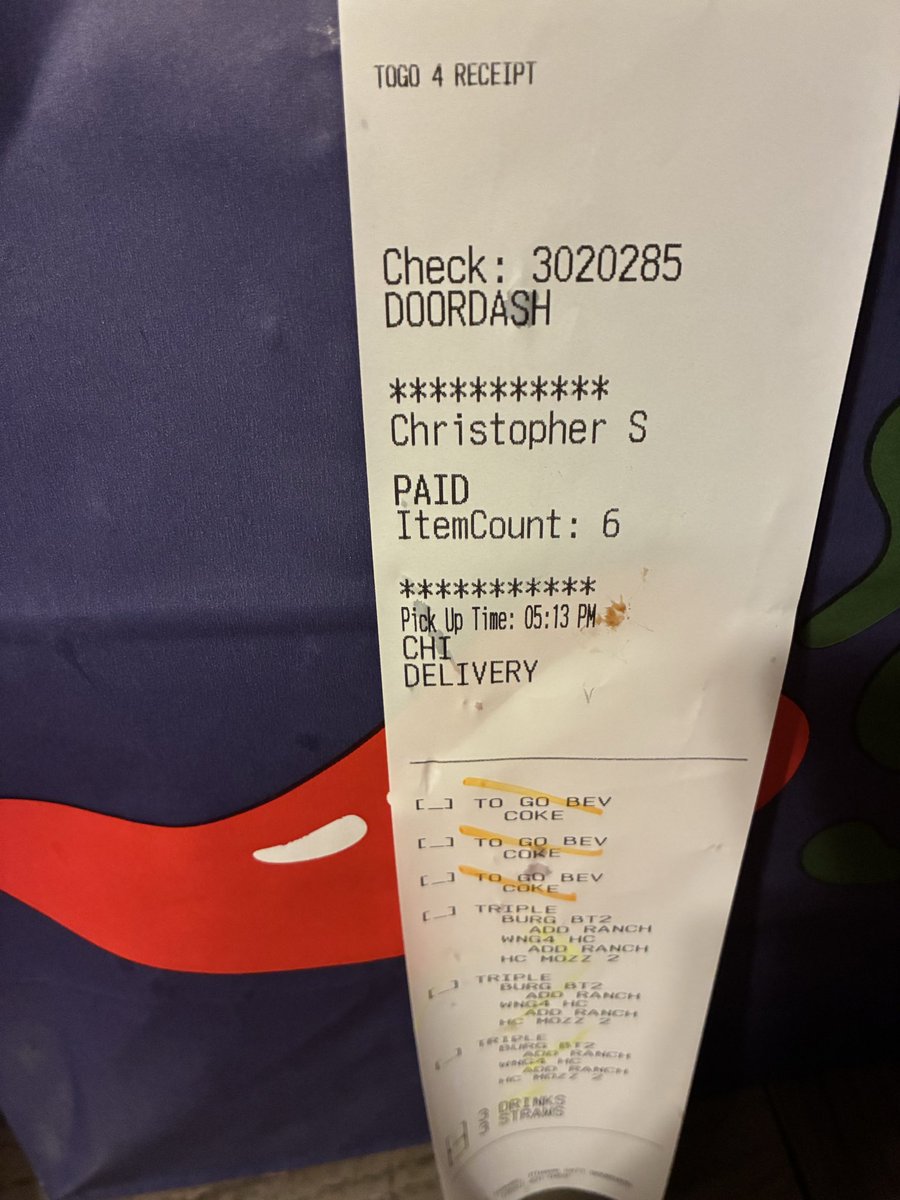 TOGO 4 RECEIPT
Check: 3020285
DOORDASH
***********
Christopher S
PAID
ItemCount: 6
***********
Pick Up Time: 05:13 PM
CHI
DELIVERY
[_] TO GO BEV
COKE
[_] TO GO BEV
COKE
[_] TO GO BEV
COKE
[_] TRIPLE
BURG BT2
ADD RANCH
WNG4 HC
ADD RANCH
HC MOZZ 2
[_] TRIPLE
BURG BT2
ADD RANCH
WNG4 HC
ADD RANCH
HC MOZZ 2
[_] TRIPLE
BURG BT2
ADD RANCH
WNG4 HC
ADD RANCH
HC MOZZ 2
3 DRINKS
3 STRAWS